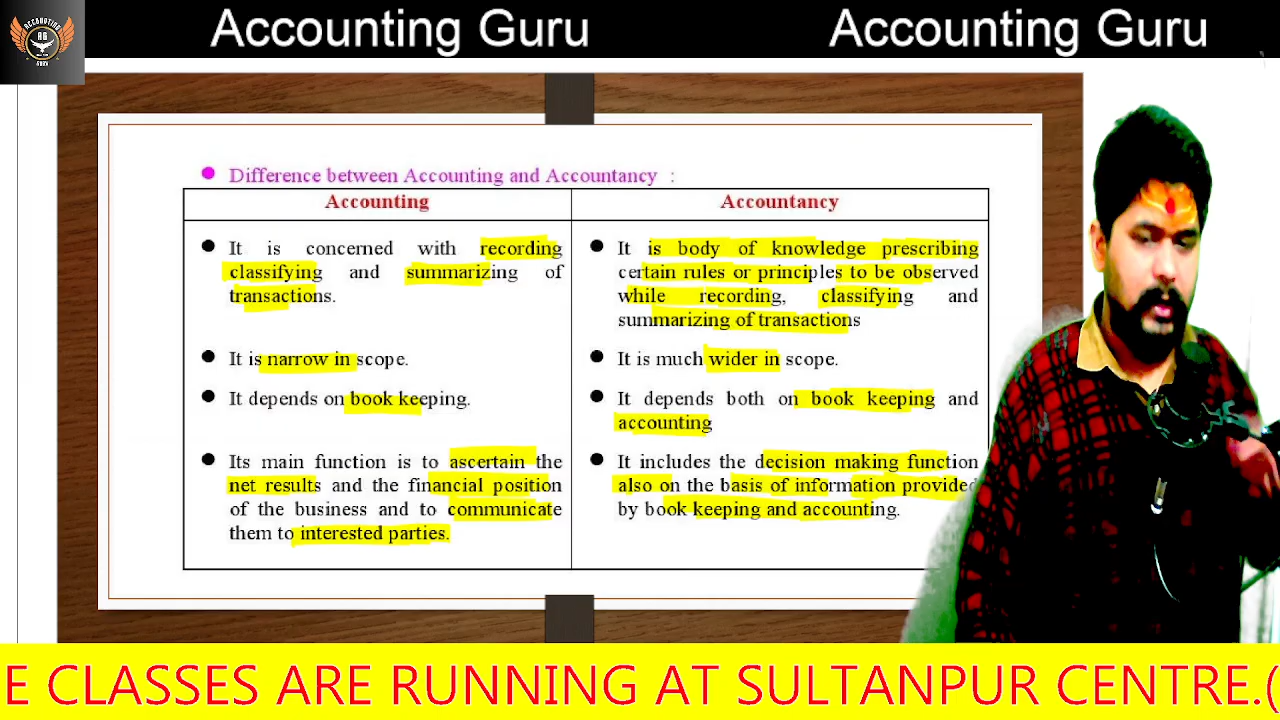 Accounting Guru
Accounting Guru
ACCOUNTING
AG
GURU
Difference between Accounting and Accountancy :
Accounting
It is concerned with recording
classifying and summarizing of
transactions.
It is narrow in scope.
It depends on book keeping.
Its main function is to ascertain the
net results and the financial position
of the business and to communicate
them to interested parties.
Accountancy
It is body of knowledge prescribing
certain rules or principles to be observed
while recording, classifying and
summarizing of transactions
It is much wider in scope.
It depends both on book keeping and
accounting
It includes the decision making function
also on the basis of information provided
by book keeping and accounting.
E CLASSES ARE RUNNING AT SULTANPUR CENTRE.(